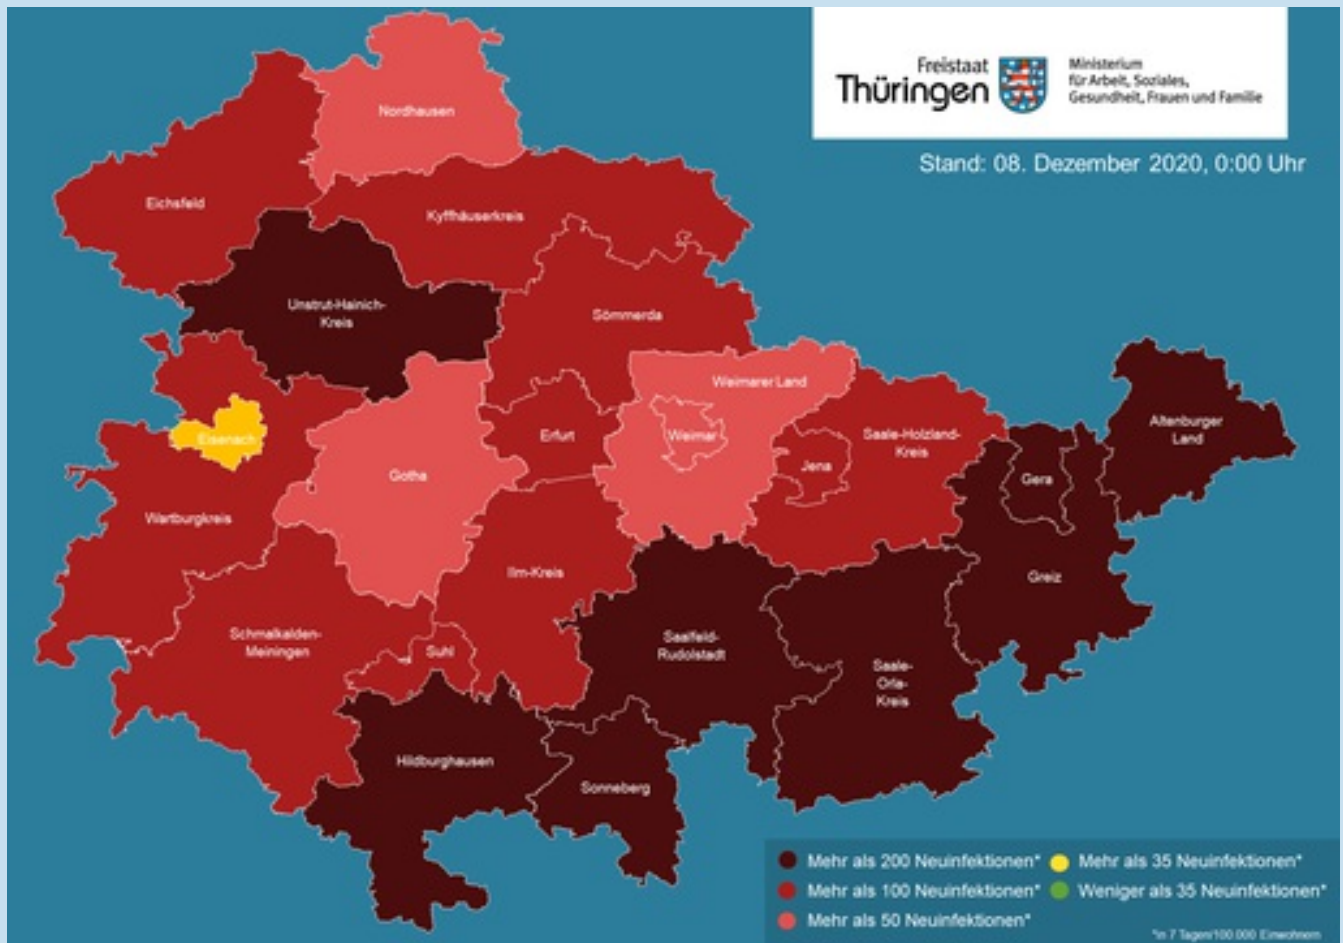 Freistaat
Thüringen
Ministerium
für Arbeit, Soziales,
Gesundheit, Frauen und Familie
Stand: 08. Dezember 2020, 0:00 Uhr
Nordhausen
Eichsfeld
Kyffhäuserkreis
Unstrut-Hainich-
Kreis
Sömmerda
Weimarer Land
Altenburger
Land
Eisenach
Erfurt
Weimar
Saale-Holzland-
Kreis
Jena
Gotha
Gera
Wartburgkreis
Ilm-Kreis
Greiz
Schmalkalden-
Meiningen
Suhl
Saalfeld-
Rudolstadt
Saale-
Orla-
Kreis
Hildburghausen
Sonneberg
Mehr als 200 Neuinfektionen*
Mehr als 35 Neuinfektionen*
Mehr als 100 Neuinfektionen*
Weniger als 35 Neuinfektionen*
Mehr als 50 Neuinfektionen*
*in 7 Tagen/100 000 Einwohnern